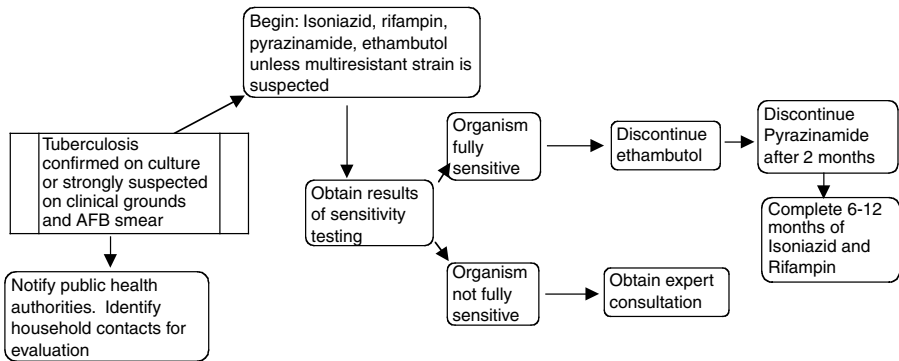 Begin: Isoniazid, rifampin,
pyrazinamide, ethambutol
unless multiresistant strain is
suspected
Tuberculosis
confirmed on culture
or strongly suspected
on clinical grounds
and AFB smear
Notify public health
authorities.  Identify
household contacts for
evaluation
Obtain results
of sensitivity
testing
Organism
fully
sensitive
Discontinue
ethambutol
Discontinue
Pyrazinamide
after 2 months
Complete 6-12
months of
Isoniazid and
Rifampin
Organism
not fully
sensitive
Obtain expert
consultation